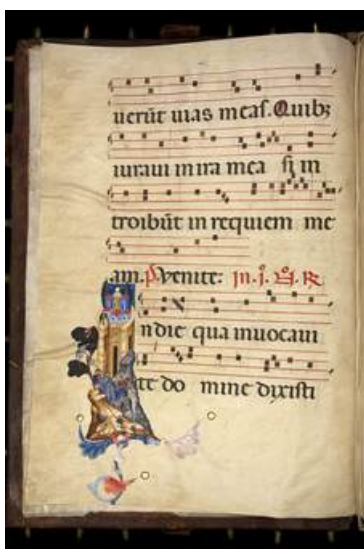 uerūt uias meas. Quibꝫ
iuraui in ira mea si in
troibūt in requiem me
am. P. Venite: in. i.
ndie qua inuocaui
te do mine dixisti